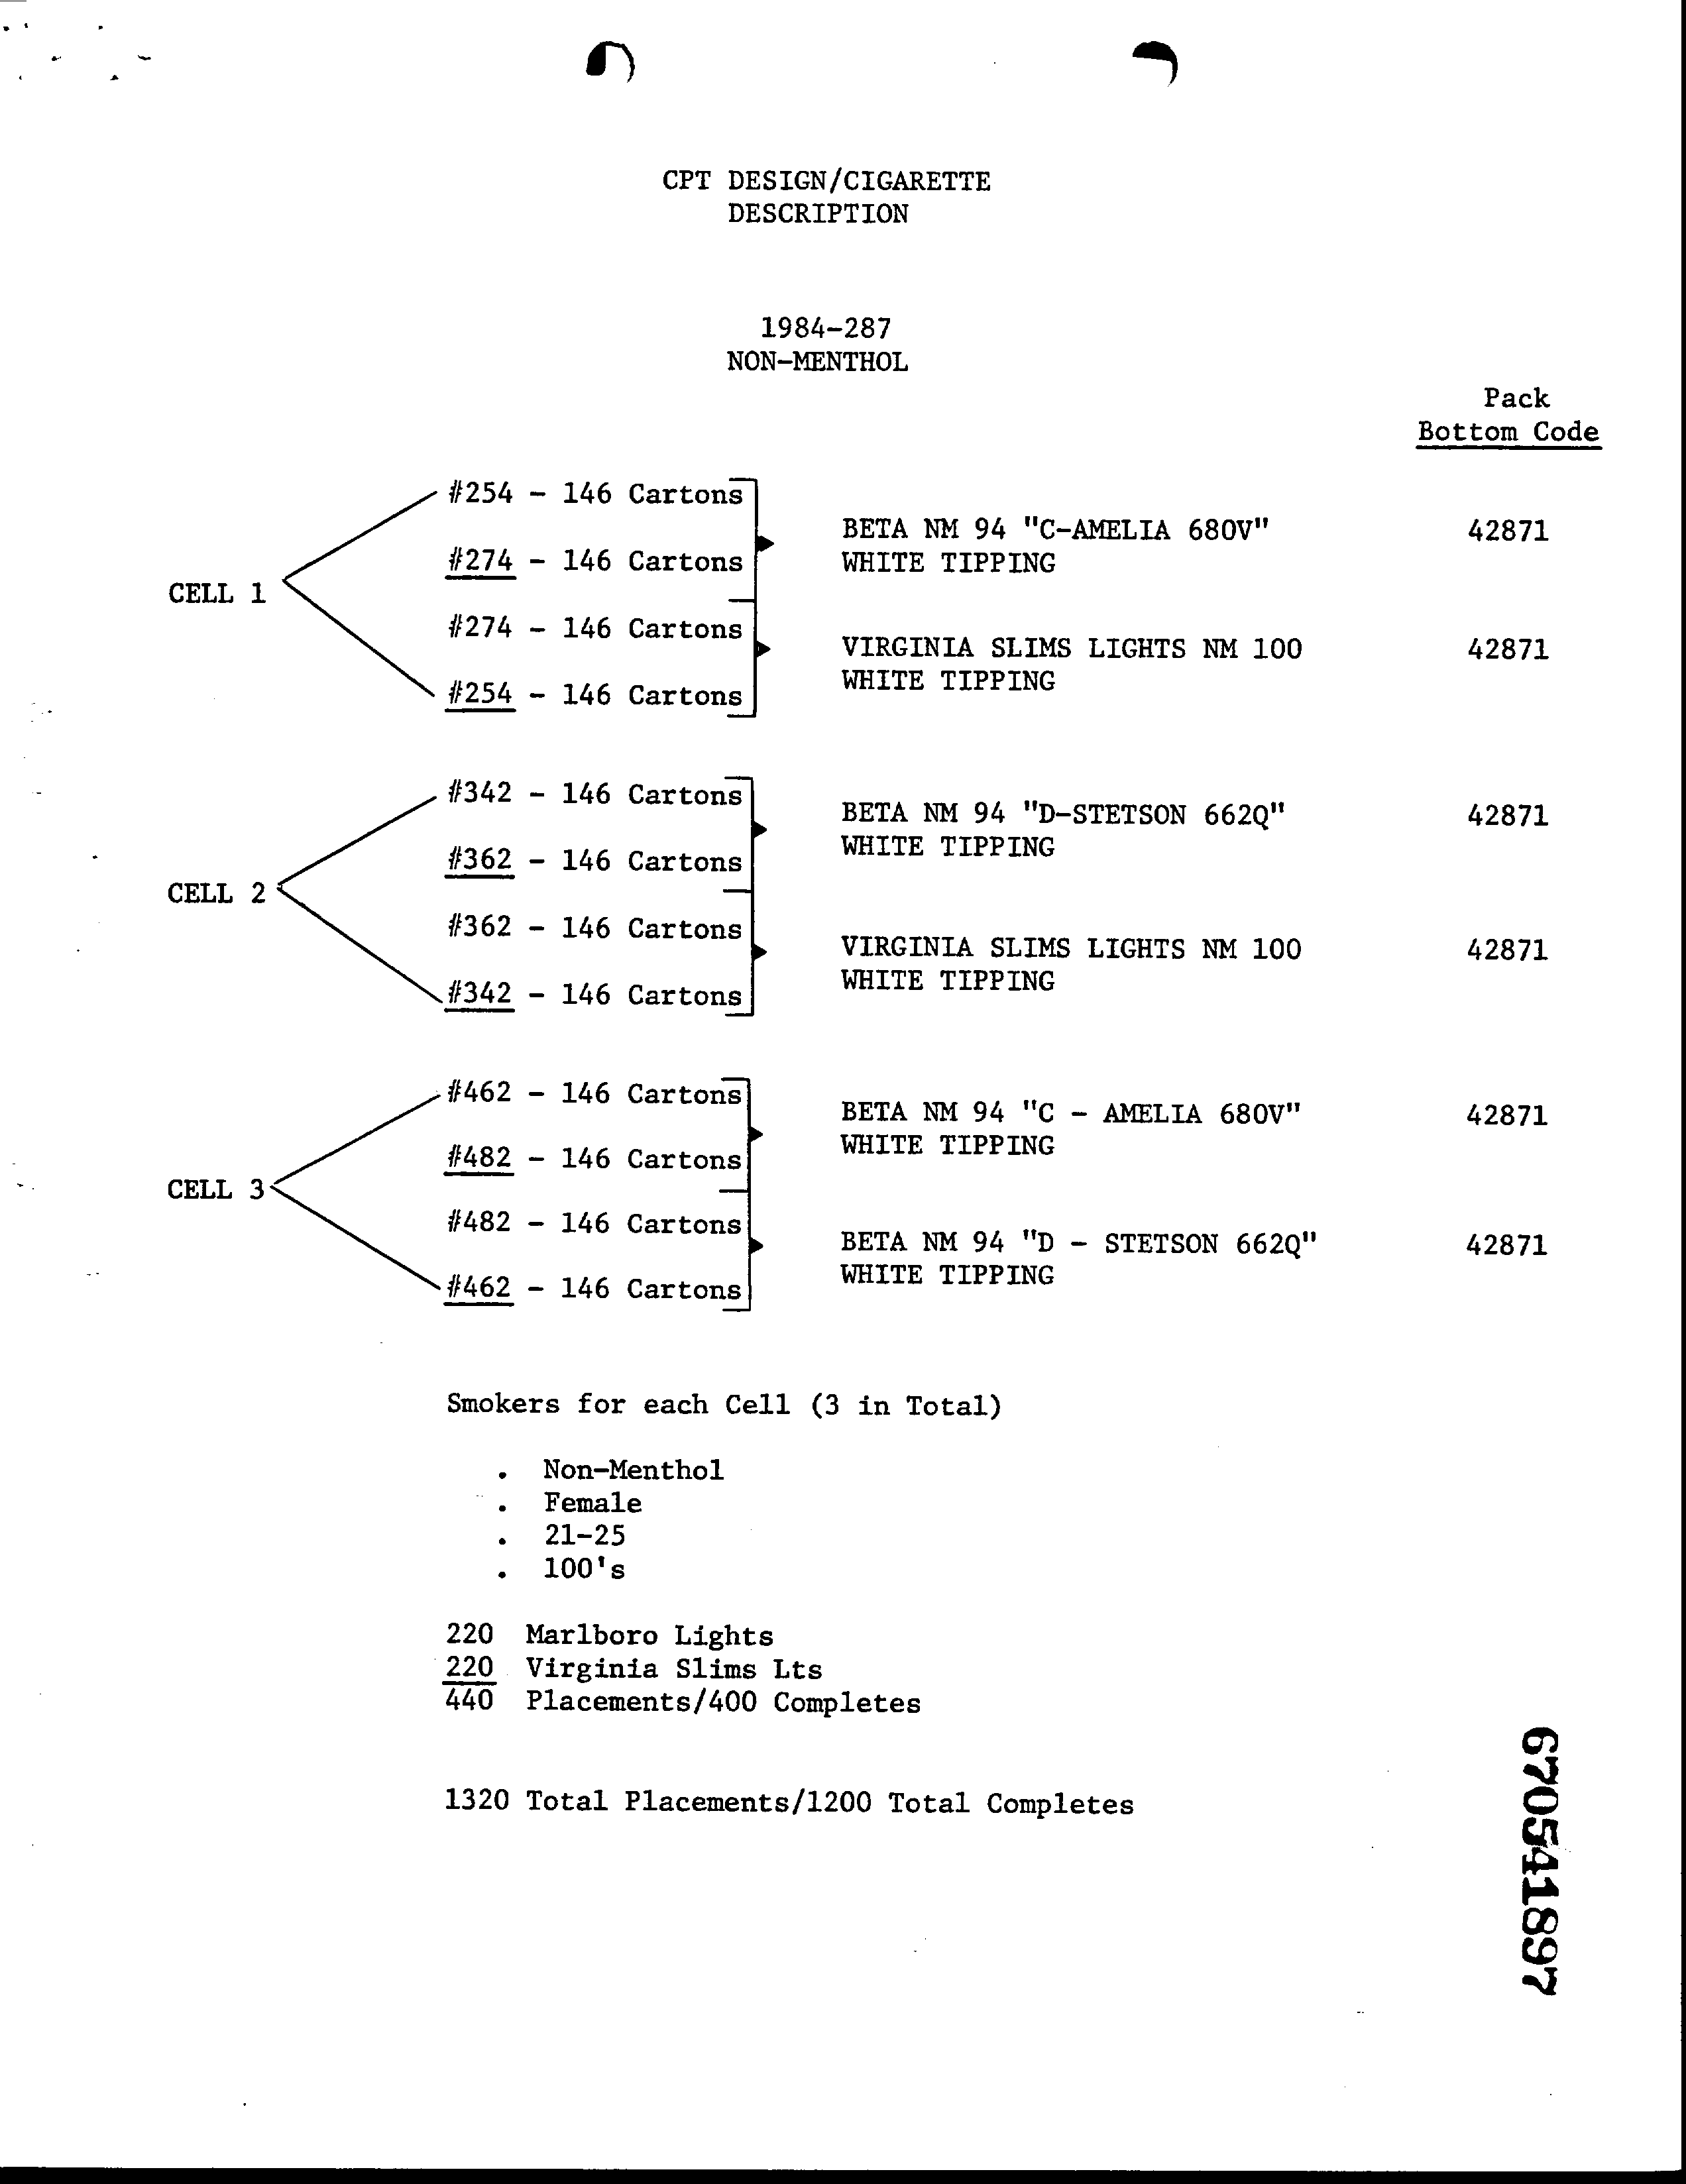 CPT DESIGN/CIGARETTE
DESCRIPTION
1984-287
NON-MENTHOL
Pack
Bottom Code
CELL 1
#254 - 146 Cartons
#274 - 146 Cartons
BETA NM 94 "C-AMELIA 680V"
WHITE TIPPING
42871
#274 - 146 Cartons
#254 - 146 Cartons
VIRGINIA SLIMS LIGHTS NM 100
WHITE TIPPING
42871
CELL 2
#342 - 146 Cartons
#362 - 146 Cartons
BETA NM 94 "D-STETSON 662Q"
WHITE TIPPING
42871
#362 - 146 Cartons
#342 - 146 Cartons
VIRGINIA SLIMS LIGHTS NM 100
WHITE TIPPING
42871
CELL 3
#462 - 146 Cartons
#482 - 146 Cartons
BETA NM 94 "C - AMELIA 680V"
WHITE TIPPING
42871
#482 - 146 Cartons
#462 - 146 Cartons
BETA NM 94 "D - STETSON 662Q"
WHITE TIPPING
42871
Smokers for each Cell (3 in Total)
. Non-Menthol
. Female
. 21-25
. 100's
220 Marlboro Lights
220 Virginia Slims Lts
440 Placements/400 Completes
1320 Total Placements/1200 Total Completes
670541897